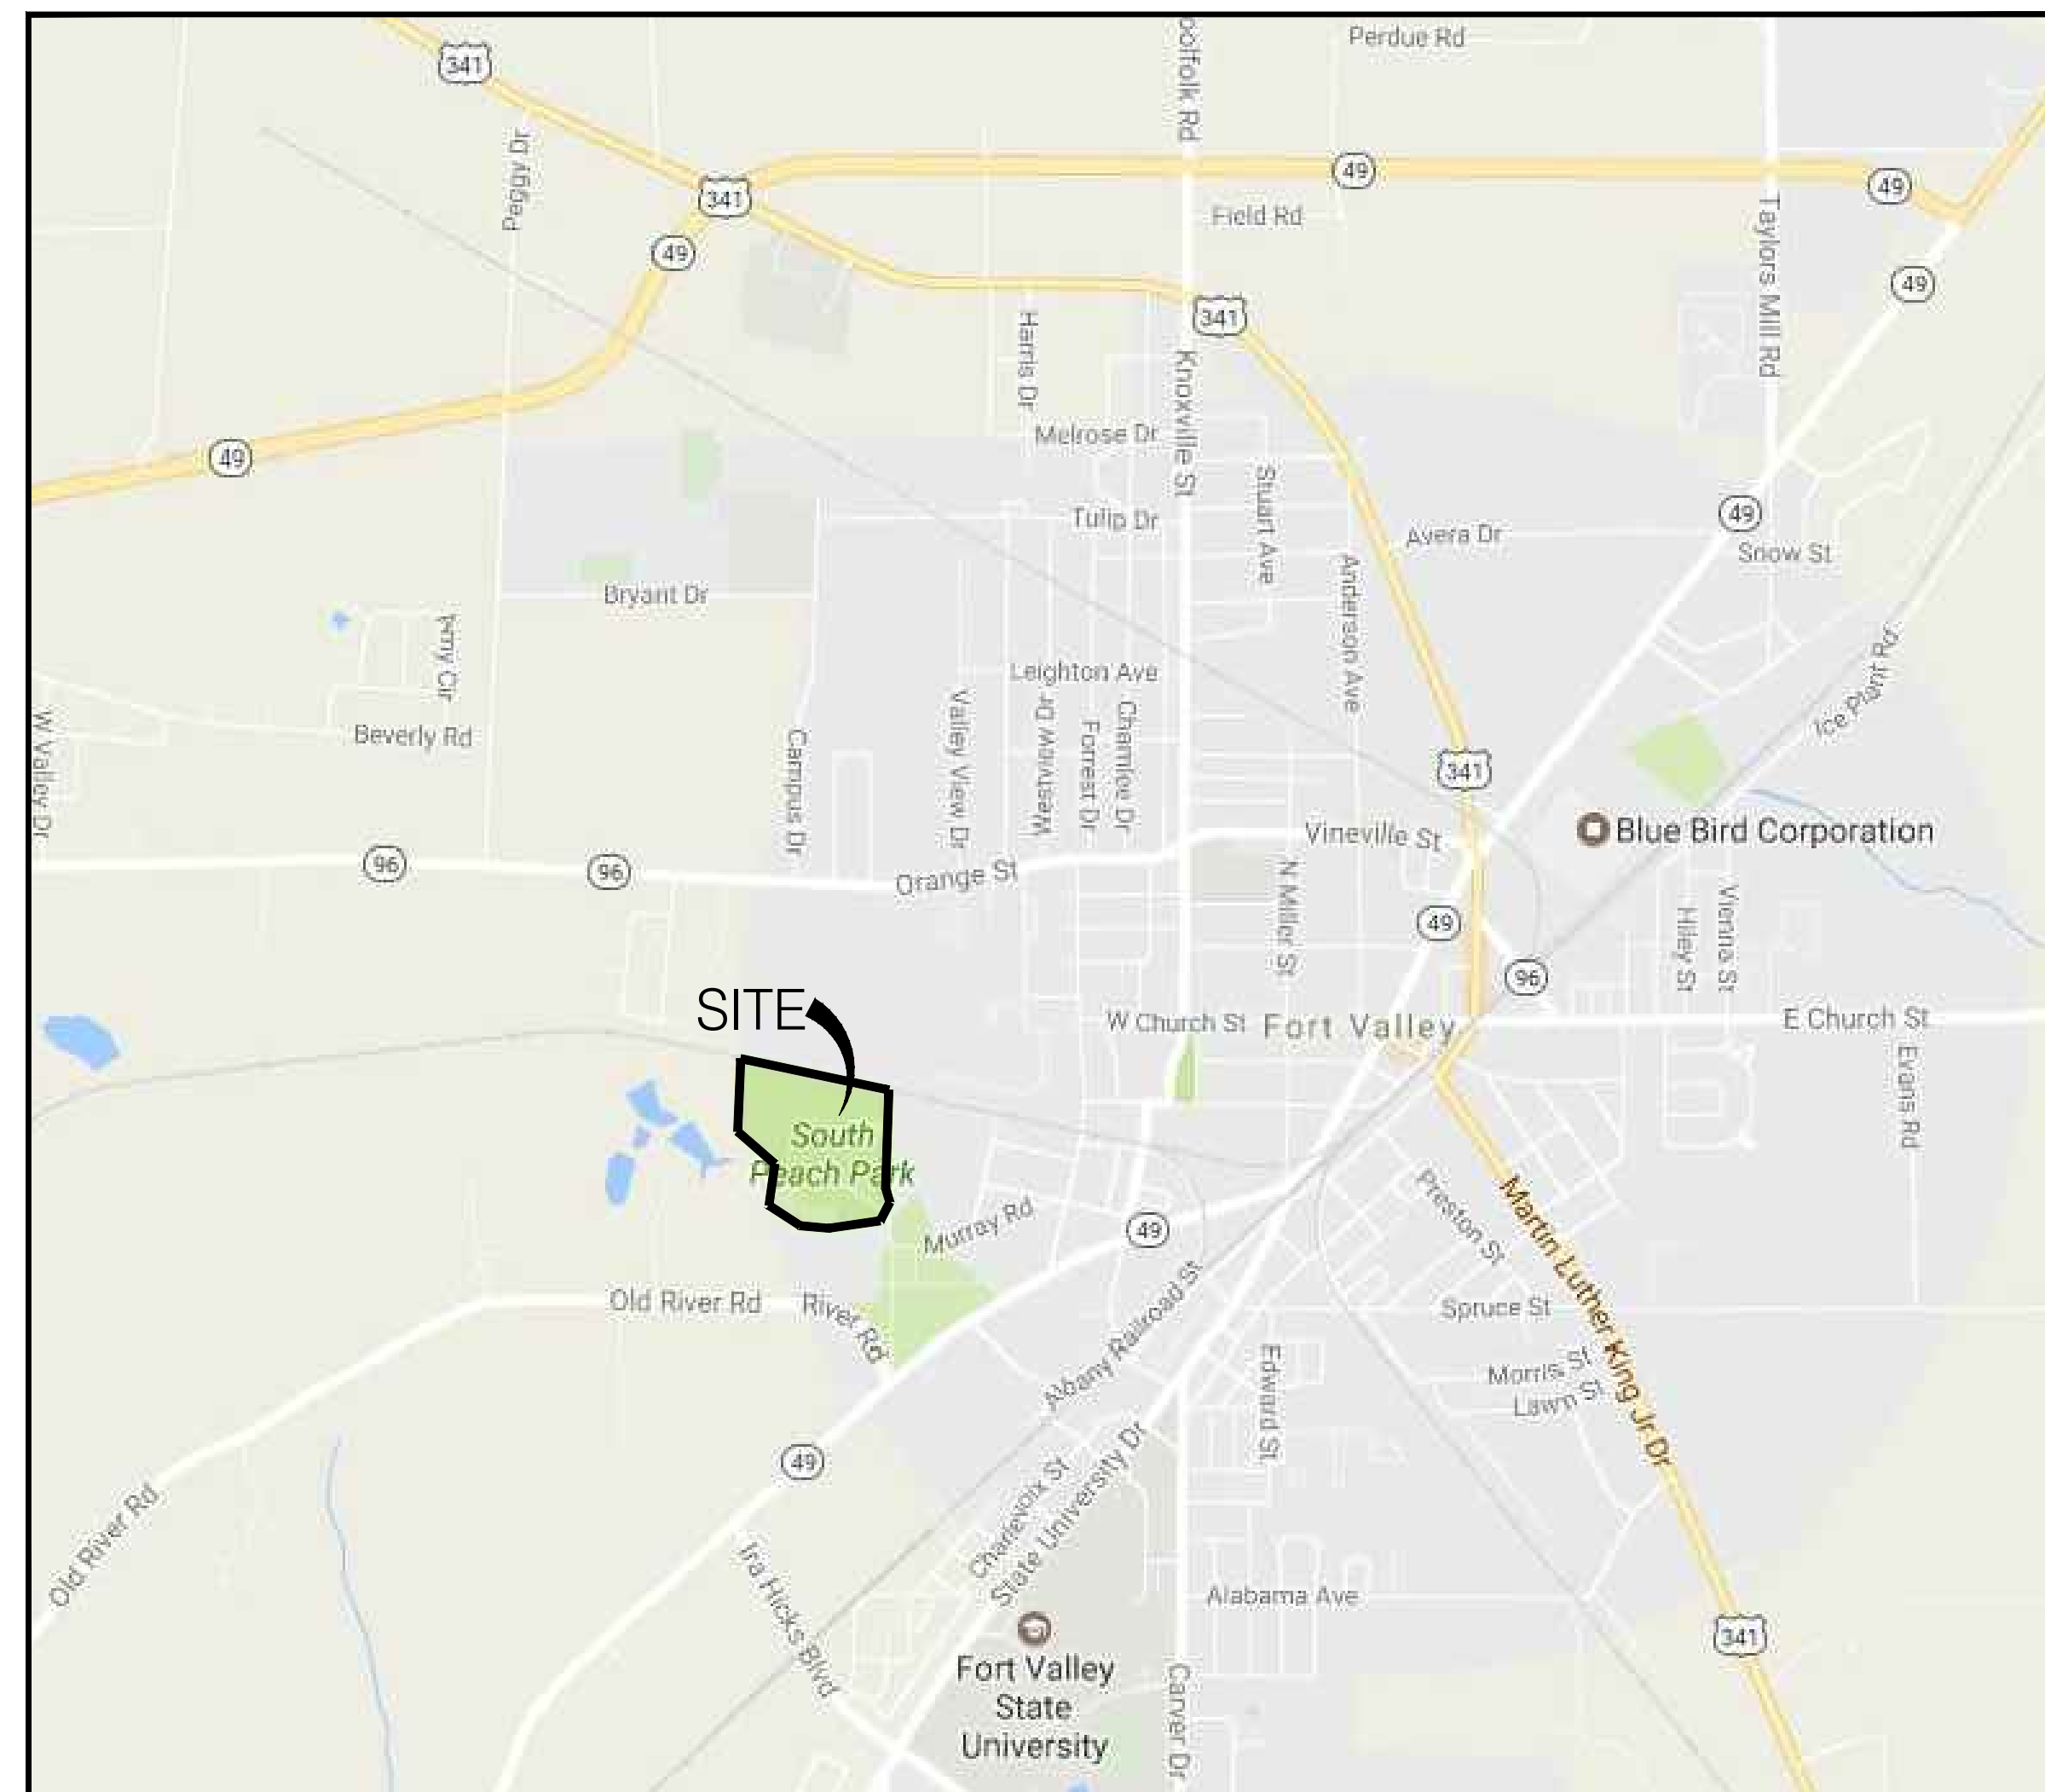 Perdue Rd
341
offolk Rd
Peggy Dr
49
49
341
Field Rd
49
49
Taylors Mill Rd
341
Harris Dr
Knoxville St
Melrose Dr
49
Stuart Ave
49
Tulip Dr
Avera Dr
Snow St
Anderson Ave
Bryant Dr
Ice Plant Rd
Leighton Ave
W Valley Dr
Beverly Rd
Campus Dr
Valley View Dr
Westview Dr
Forrest Dr
Chamlee Dr
341
Vineville St
Blue Bird Corporation
96
96
Orange St
N Miller St
49
Hiley St
Vienna St
96
SITE
W Church St
Fort Valley
E Church St
Evans Rd
South
Peach Park
Murray Rd
49
Preston St
Martin Luther King Jr Dr
Old River Rd
River Rd
Albany Railroad St
Spruce St
Edward St
Morris St
Lawn St
49
Old River Rd
Charlevoix St
State University Dr
Ira Hicks Blvd
Alabama Ave
341
Fort Valley
State
University
Carver Dr